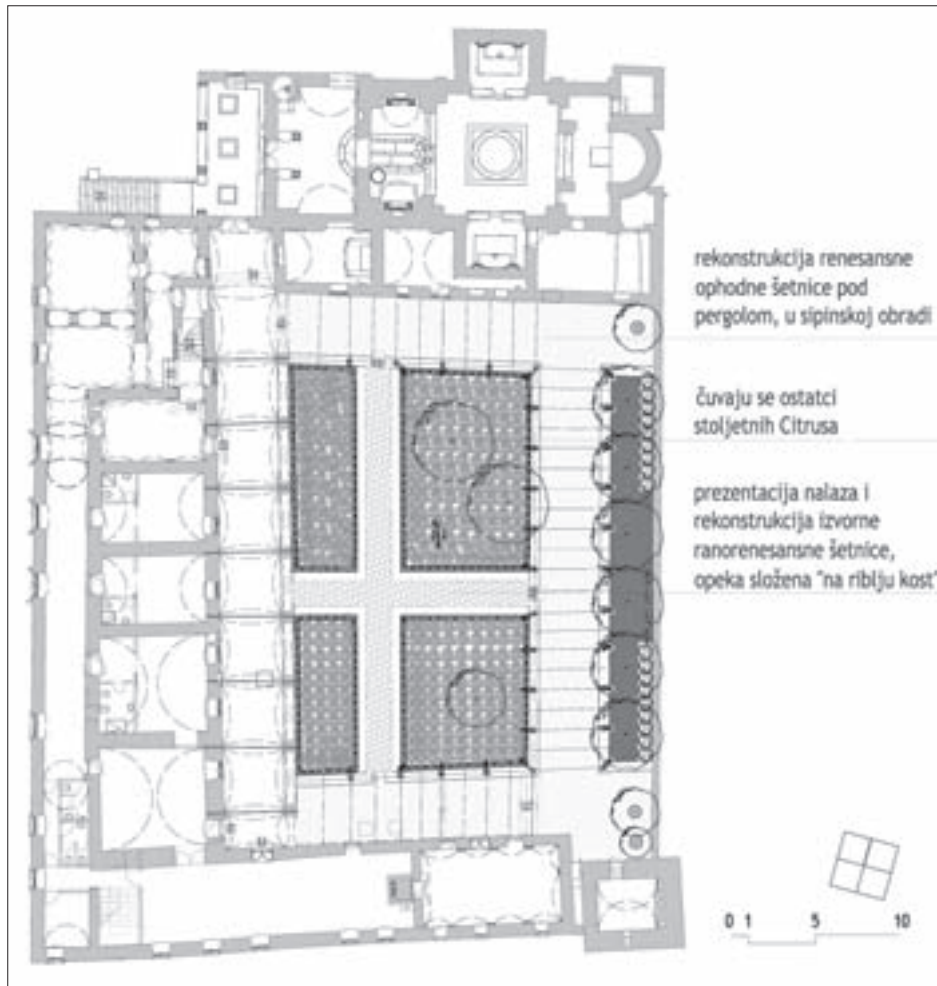 rekonstrukcija renesansne
ophodne šetnice pod
pergolom, u sipinskoj obradi
čuvaju se ostatci
stoljetnih Citrusa
prezentacija nalaza i
rekonstrukcija izvorne
ranorenesansne šetnice,
opeka složena "na riblju kost"
0 1 5 10